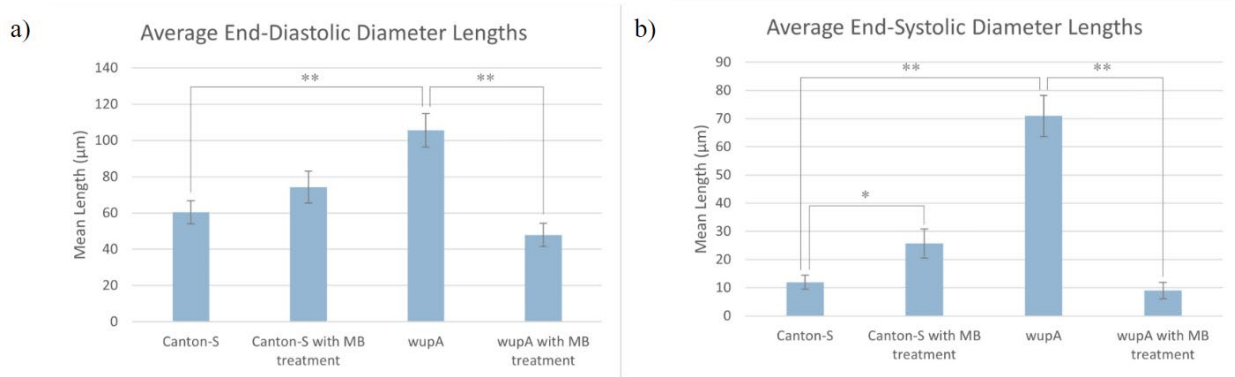 a)
Average End-Diastolic Diameter Lengths
Mean Length (μm)
140
120
100
80
60
40
20
0
**
**
Canton-S
Canton-S with MB
treatment
wupA
wupA with MB
treatment
b)
Average End-Systolic Diameter Lengths
Mean Length (μm)
90
80
70
60
50
40
30
20
10
0
**
**
*
Canton-S
Canton-S with MB
treatment
wupA
wupA with MB
treatment